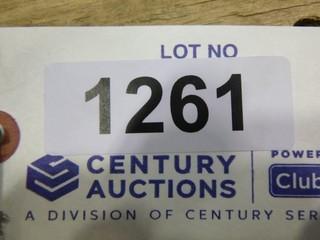 LOT NO
1261
CENTURY
AUCTIONS
POWER
Club
A DIVISION OF CENTURY SER